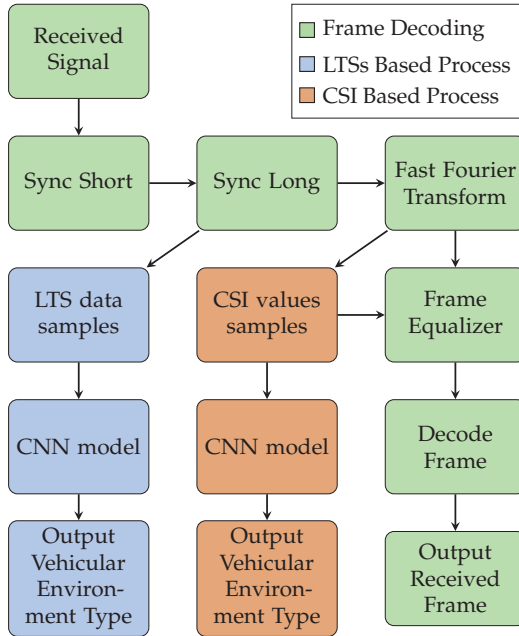 Received
Signal
Frame Decoding
LTSs Based Process
CSI Based Process
Sync Short
Sync Long
Fast Fourier
Transform
LTS data
samples
CSI values
samples
Frame
Equalizer
CNN model
CNN model
Decode
Frame
Output
Vehicular
Environ-
ment Type
Output
Vehicular
Environ-
ment Type
Output
Received
Frame